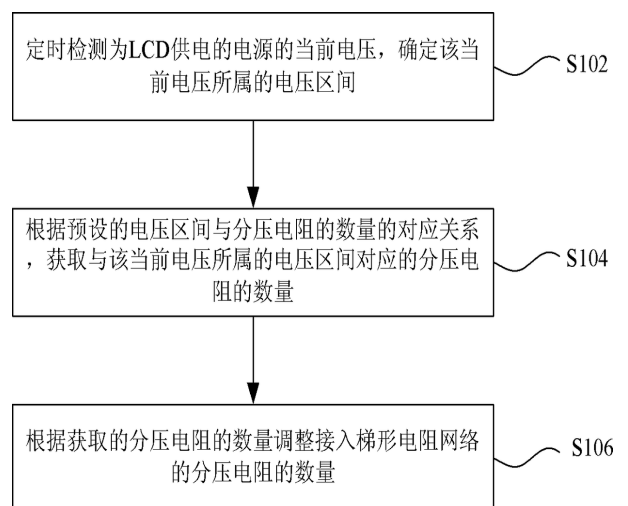 定时检测为LCD供电的电源的当前电压，确定该当
前电压所属的电压区间
S102
根据预设的电压区间与分压电阻的数量的对应关系
，获取与该当前电压所属的电压区间对应的分压电
阻的数量
S104
根据获取的分压电阻的数量调整接入梯形电阻网络
的分压电阻的数量
S106